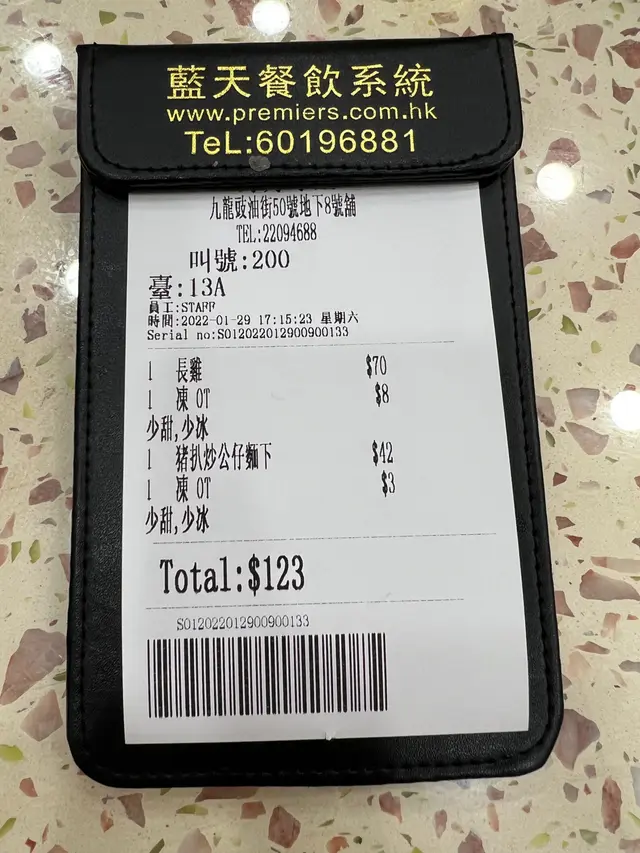 藍天餐飲系統
www.premiers.com.hk
TeL:60196881
九龍豉油街50號地下8號舖
TEL:22094688
叫號:200
臺:13A
員工:STAFF
時間:2022-01-29 17:15:23 星期六
Serial no:S012022012900900133
1 長雞 $70
1 凍 OT $8
少甜,少冰
1 豬扒炒公仔麵下 $42
1 凍 OT $3
少甜,少冰
Total:$123
S012022012900900133